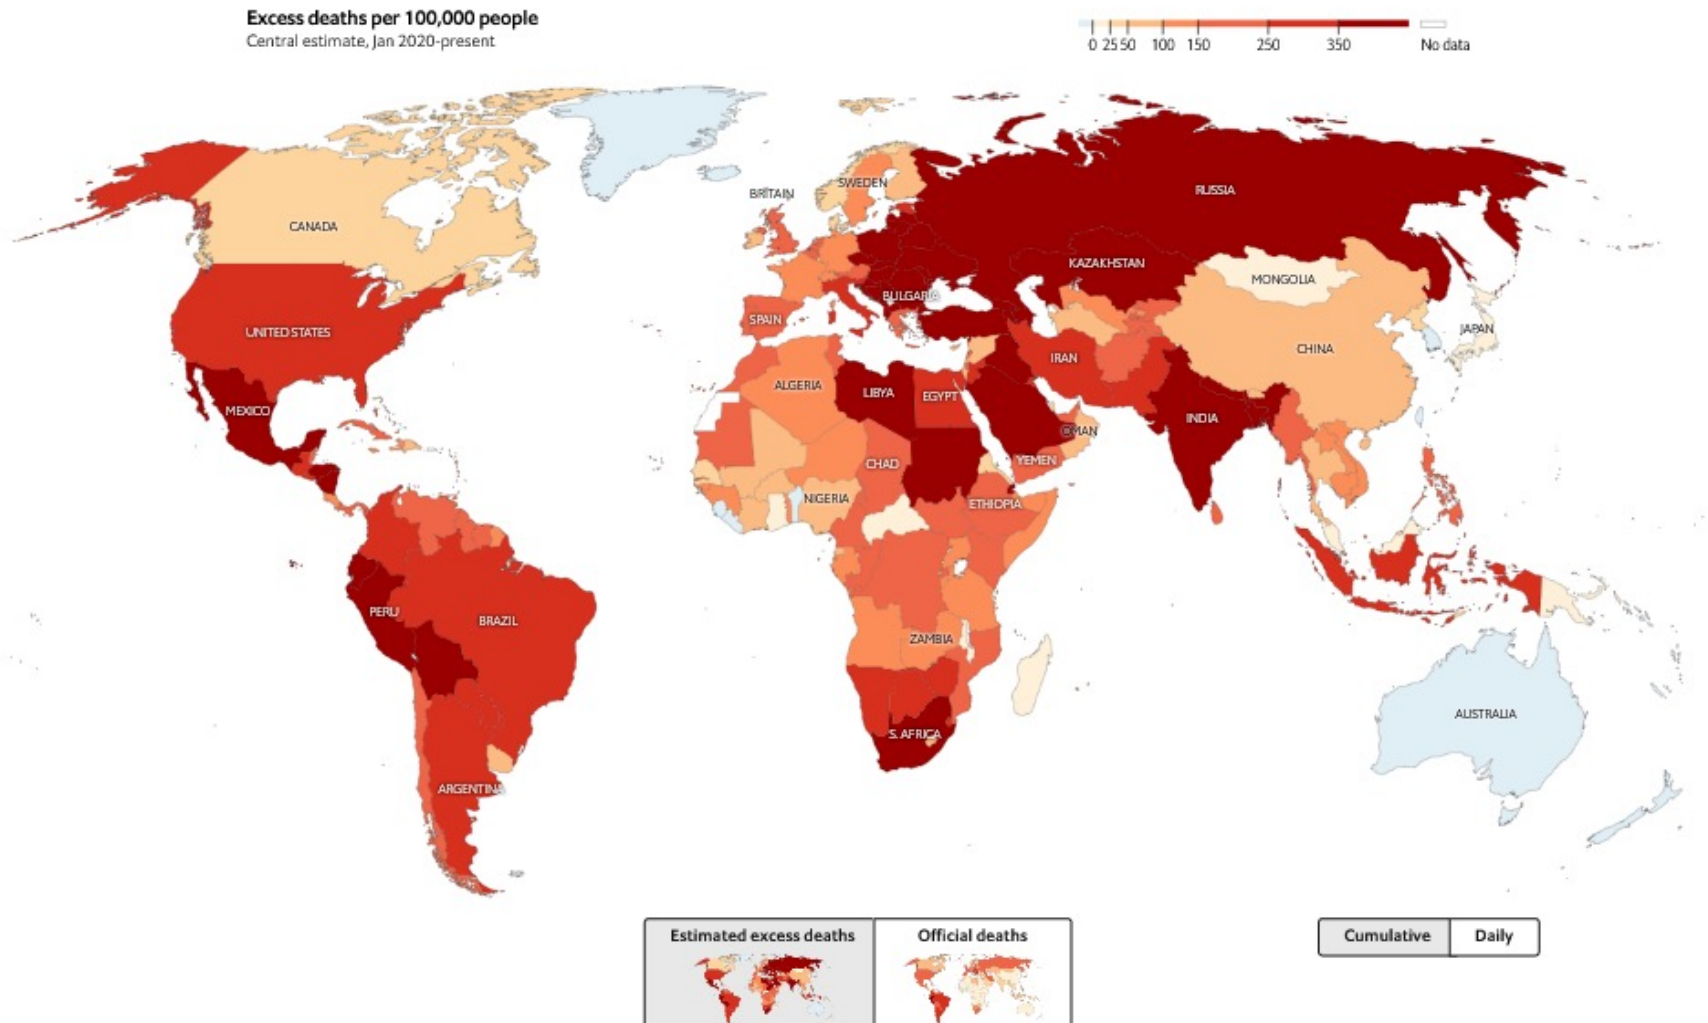 Excess deaths per 100,000 people
Central estimate, Jan 2020-present
0 25 50 100 150 250 350 No data
BRITAIN
SWEDEN
RUSSIA
CANADA
KAZAKHSTAN
MONGOLIA
BULGARIA
SPAIN
JAPAN
UNITED STATES
CHINA
IRAN
ALGERIA
LIBYA
EGYPT
MEXICO
INDIA
OMAN
CHAD
YEMEN
NIGERIA
ETHIOPIA
PERU
BRAZIL
ZAMBIA
AUSTRALIA
S. AFRICA
ARGENTINA
Estimated excess deaths
Official deaths
Cumulative
Daily